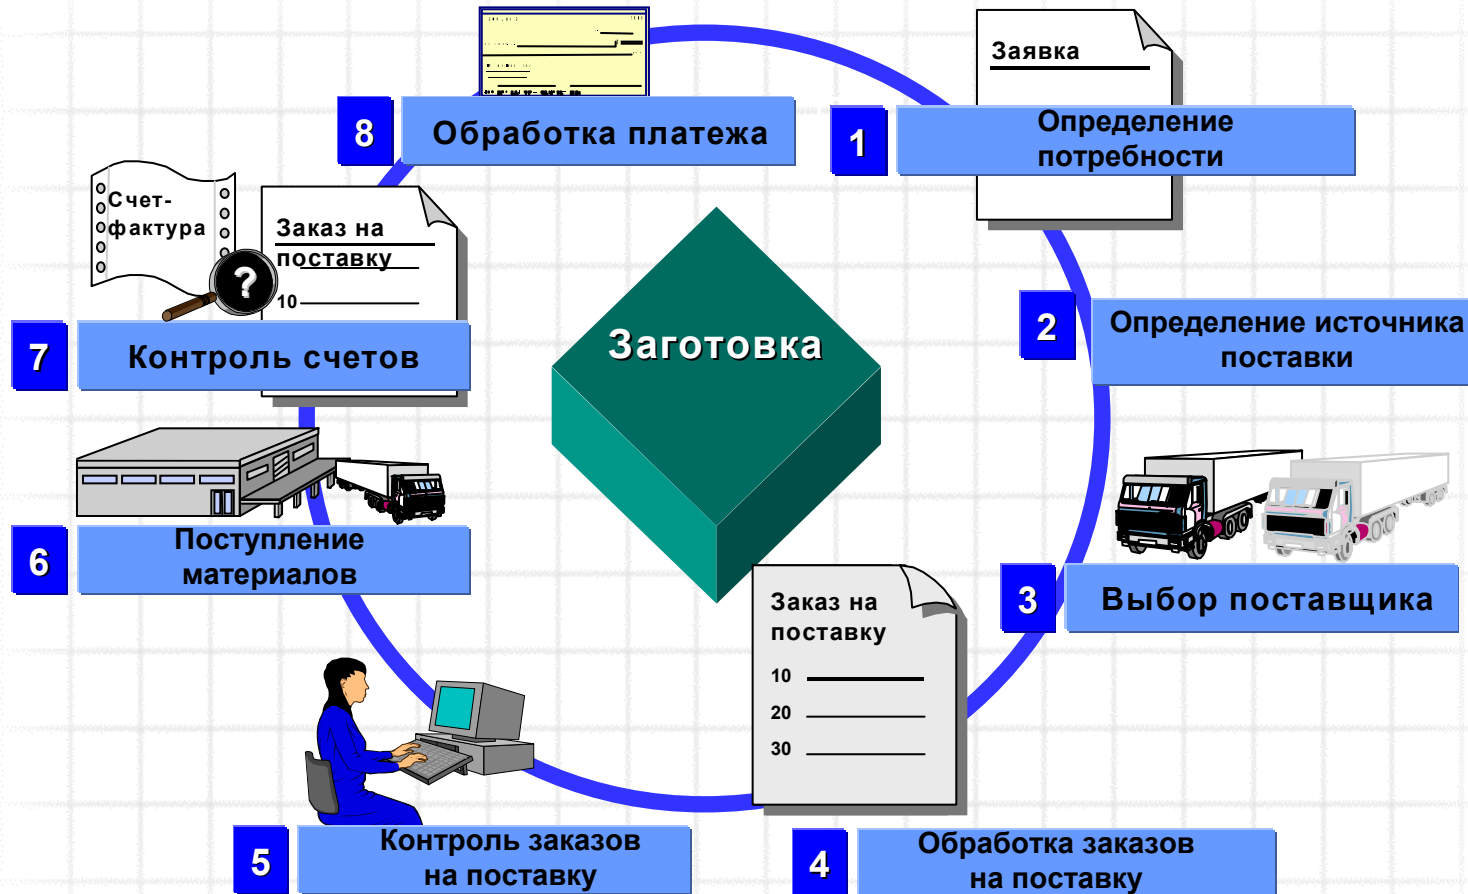 Заявка
1
Определение
потребности
2
Определение источника
поставки
3
Выбор поставщика
Заказ на
поставку
10
20
30
4
Обработка заказов
на поставку
5
Контроль заказов
на поставку
6
Поступление
материалов
Счет-
фактура
?
Заказ на
поставку
10
7
Контроль счетов
8
Обработка платежа
Заготовка